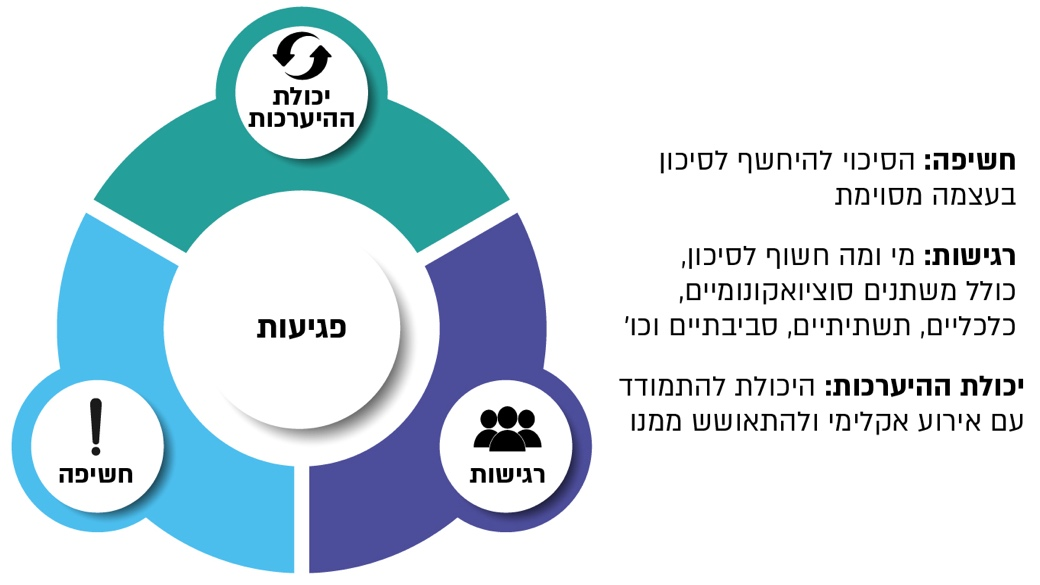 יכולת
ההיערכות
פגיעות
רגישות
חשיפה
חשיפה: הסיכוי להיחשף לסיכון
בעצמה מסוימת
רגישות: מי ומה חשוף לסיכון,
כולל משתנים סוציואקונומיים,
כלכליים, תשתיתיים, סביבתיים וכו'
יכולת ההיערכות: היכולת להתמודד
עם אירוע אקלימי ולהתאושש ממנו